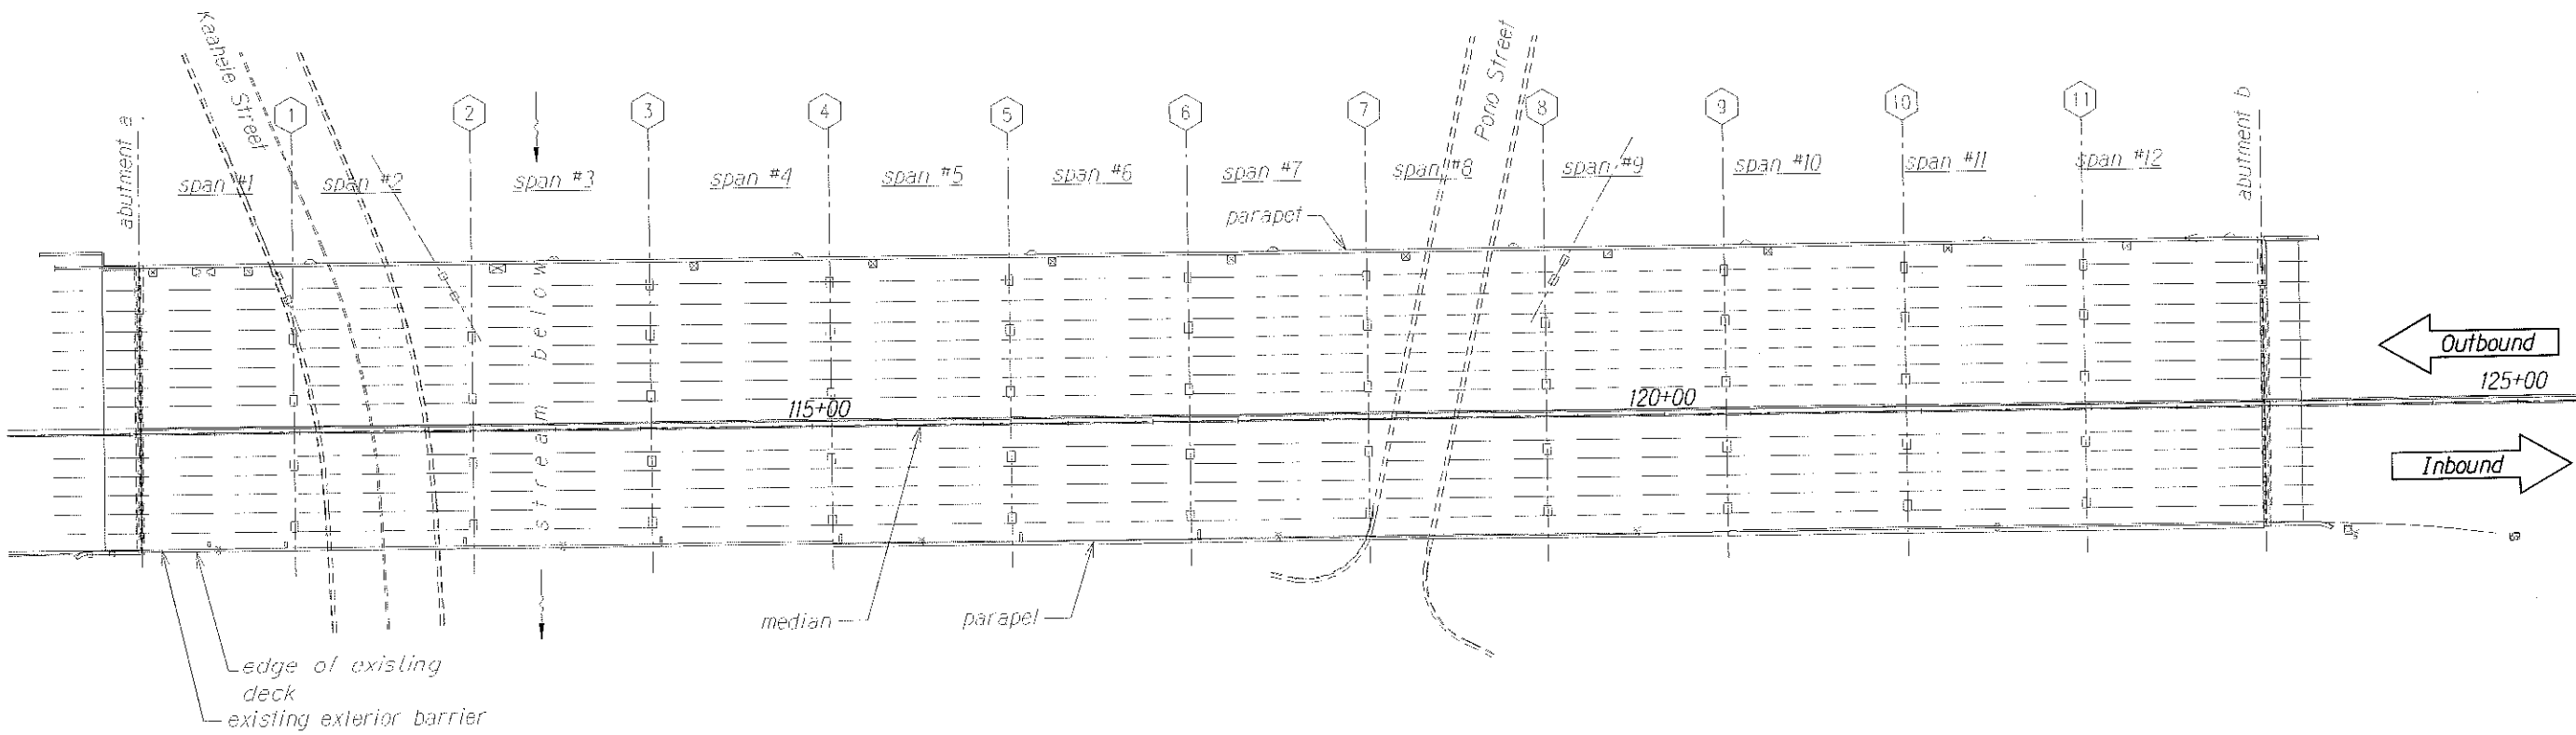 Kaahele Street
Pono Street
1
2
3
4
5
6
7
8
9
10
11
abutment a
abutment b
span #1
span #2
span #3
span #4
span #5
span #6
span #7
span #8
span #9
span #10
span #11
span #12
parapet
stream below
Outbound
125+00
115+00
120+00
Inbound
median
parapet
edge of existing
deck
existing exterior barrier